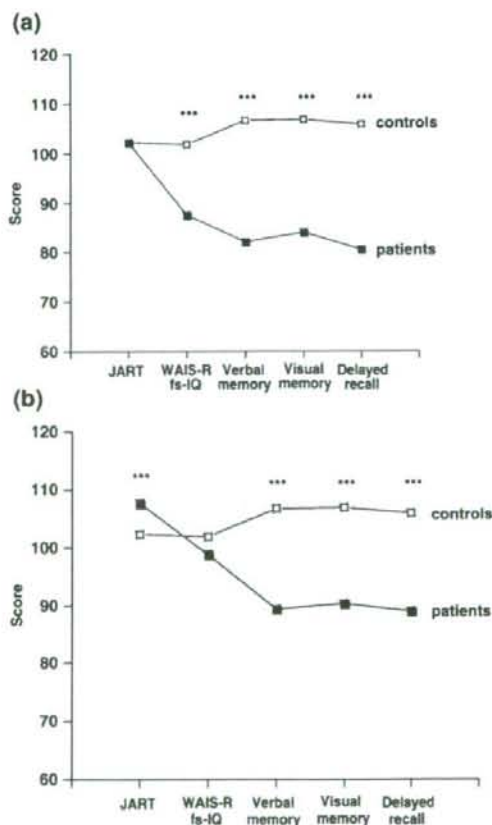 (a)
120
110
100
90
80
70
60
Score
*** *** *** ***
controls
patients
JART WAIS-R Verbal Visual Delayed
fs-IQ memory memory recall
(b)
120
110
100
90
80
70
60
Score
*** *** *** ***
controls
patients
JART WAIS-R Verbal Visual Delayed
fs-IQ memory memory recall